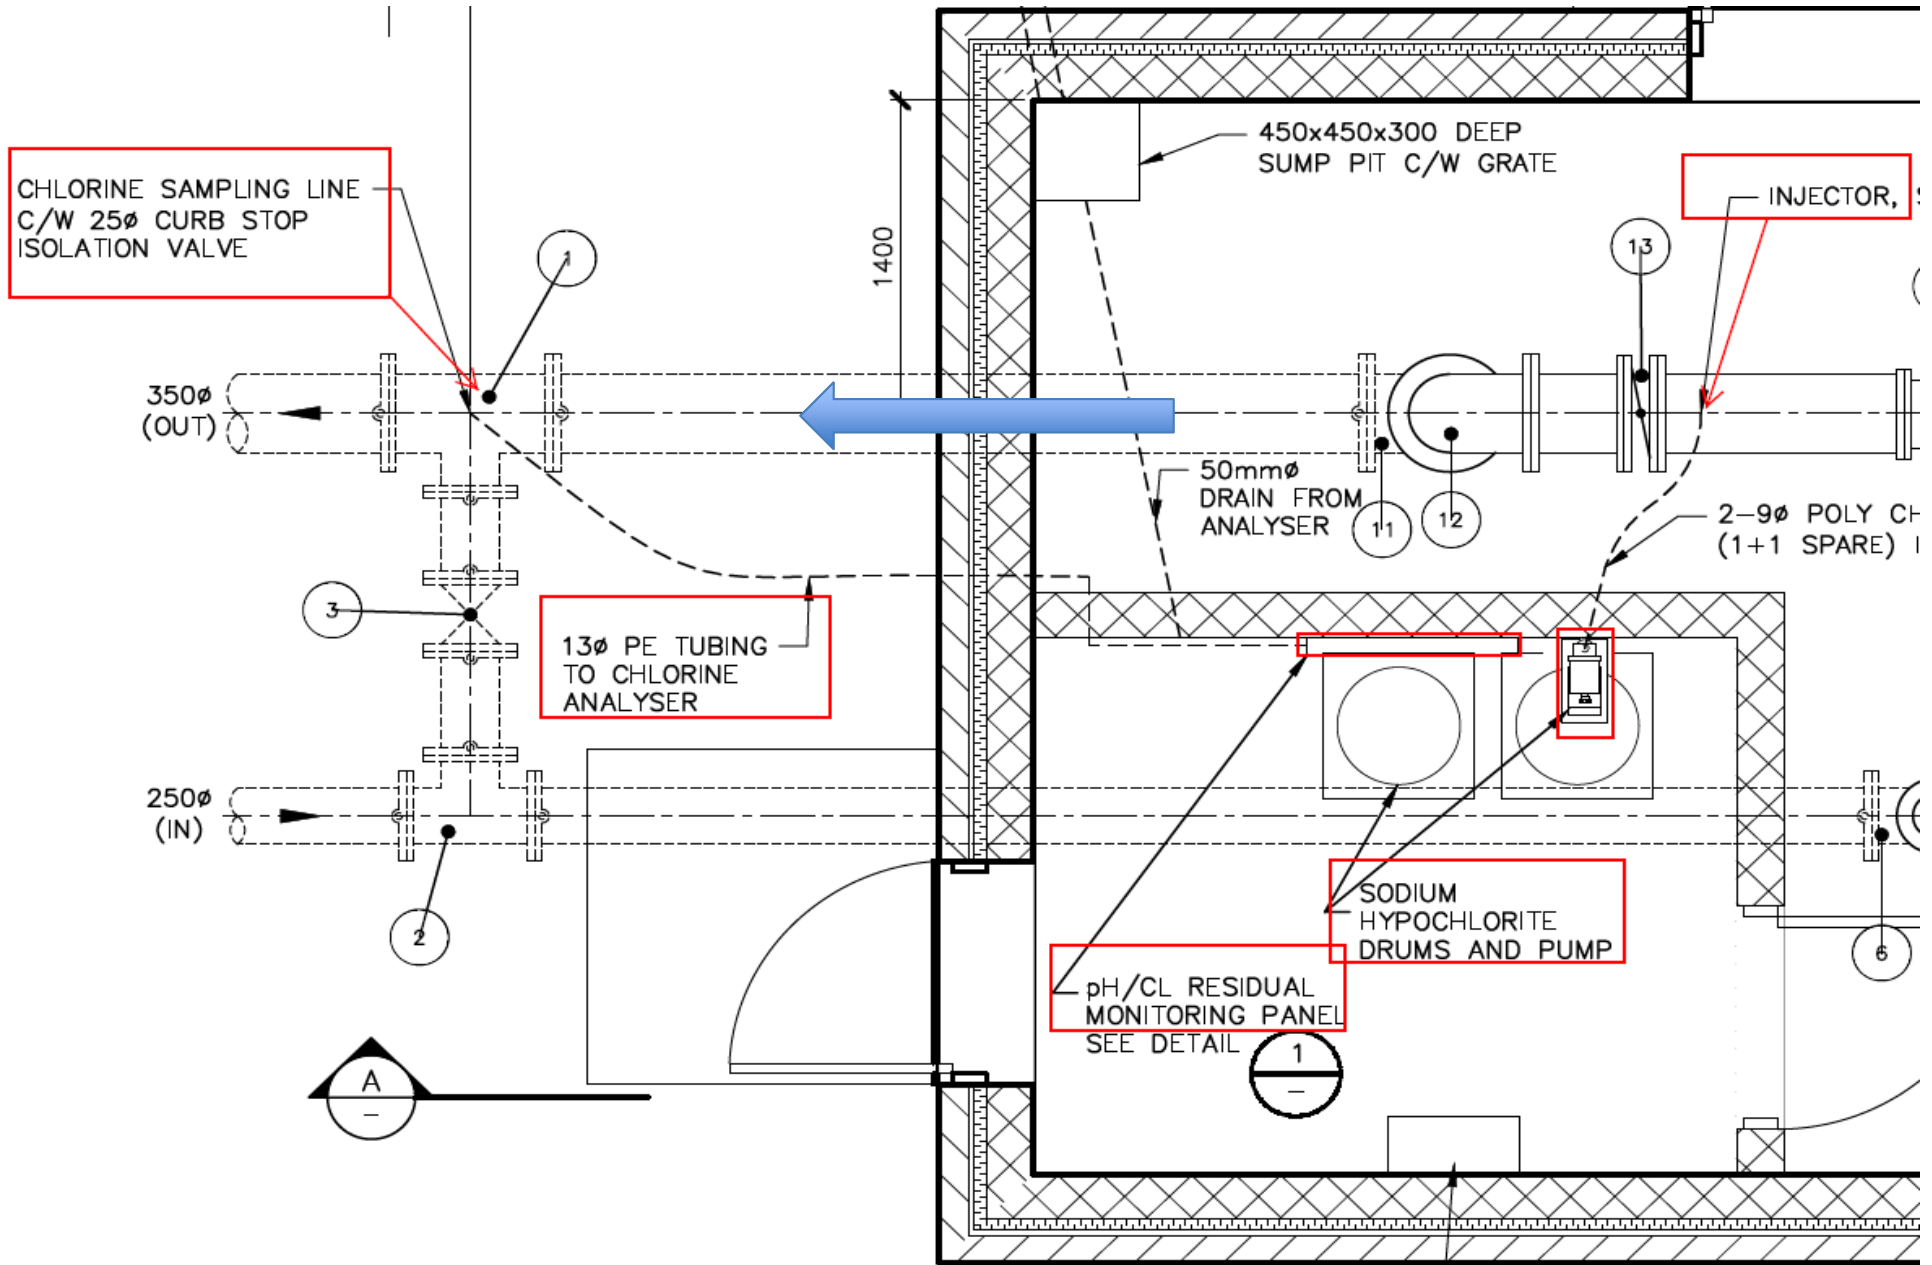 450x450x300 DEEP
SUMP PIT C/W GRATE
CHLORINE SAMPLING LINE
C/W 25ø CURB STOP
ISOLATION VALVE
INJECTOR,
1
13
1400
350ø
(OUT)
50mmø
DRAIN FROM
ANALYSER
11
12
2-9ø POLY CH
(1+1 SPARE)
3
13ø PE TUBING
TO CHLORINE
ANALYSER
250ø
(IN)
2
SODIUM
HYPOCHLORITE
DRUMS AND PUMP
6
pH/CL RESIDUAL
MONITORING PANEL
SEE DETAIL
1
–
A
–